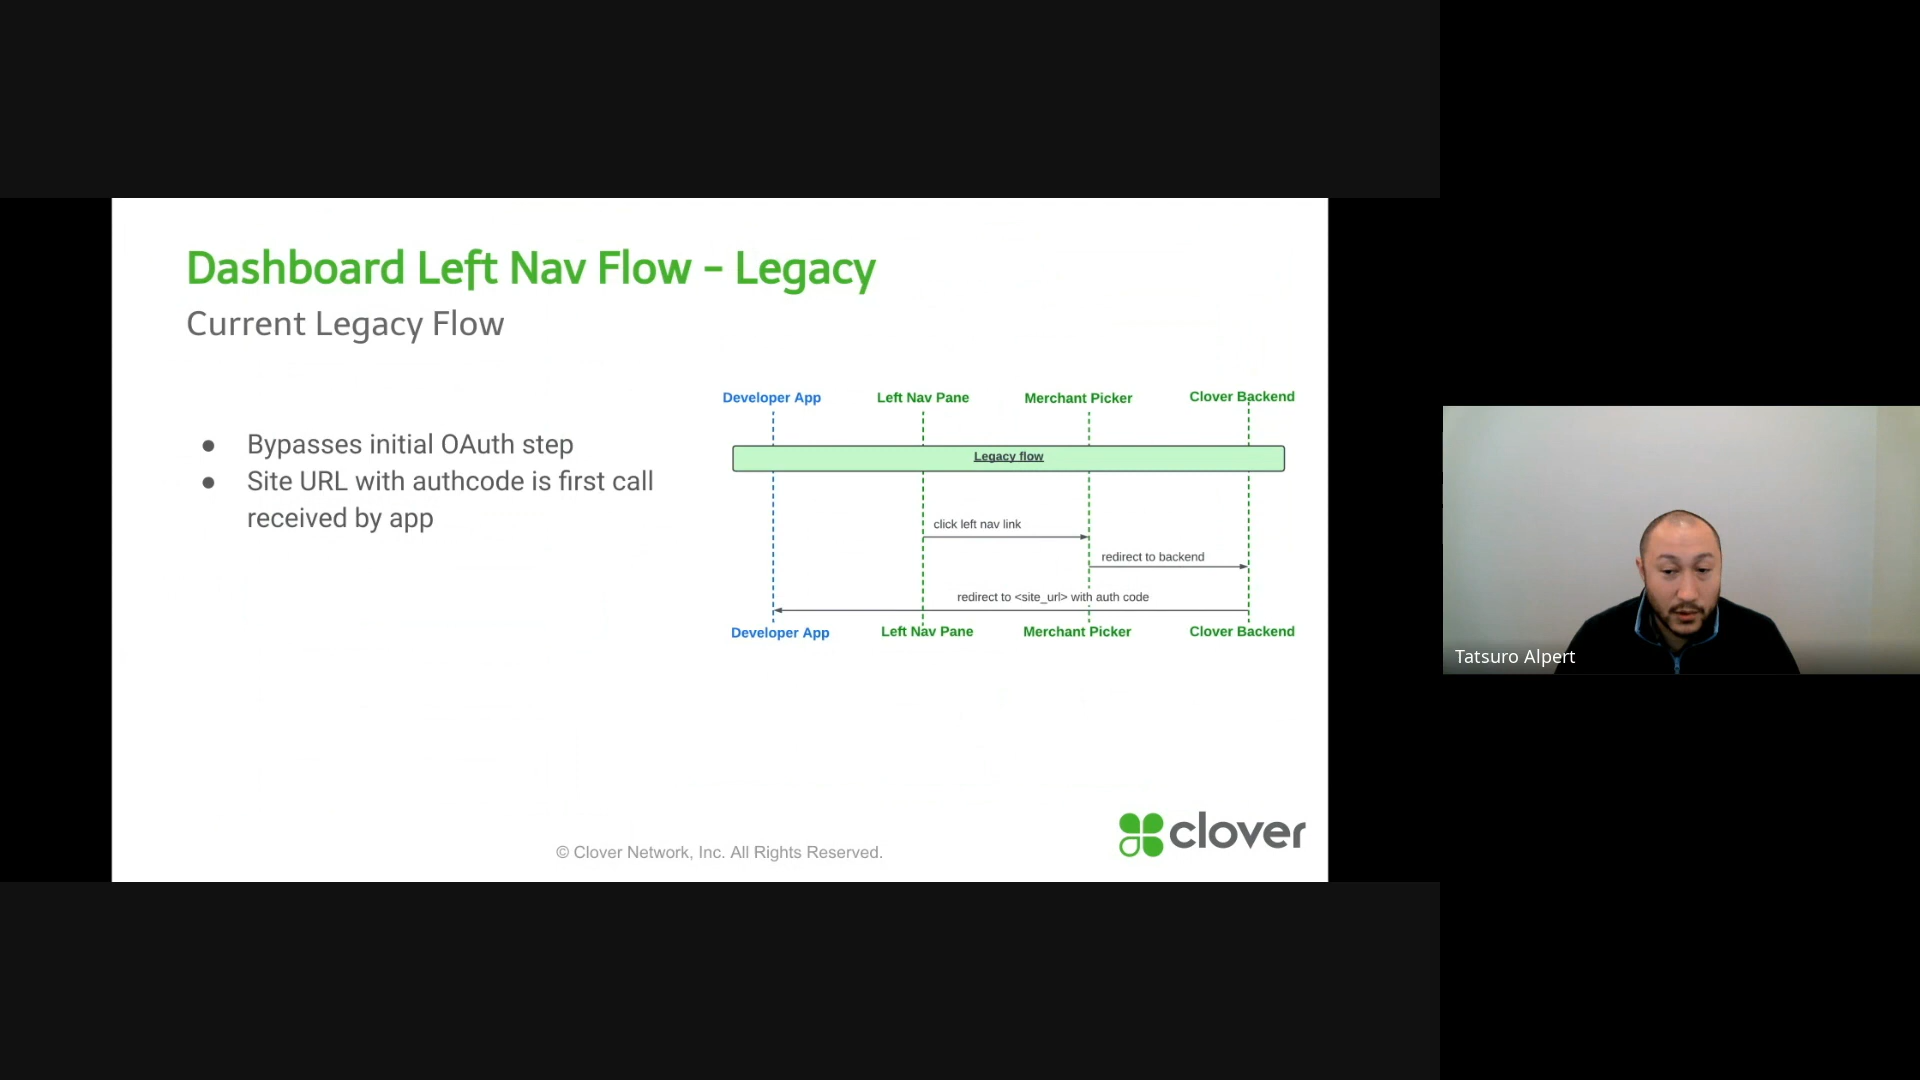 Dashboard Left Nav Flow - Legacy
Current Legacy Flow
● Bypasses initial OAuth step
● Site URL with authcode is first call
received by app
Developer App Left Nav Pane Merchant Picker Clover Backend
Legacy flow
click left nav link
redirect to backend
redirect to <site_url> with auth code
Developer App Left Nav Pane Merchant Picker Clover Backend
© Clover Network, Inc. All Rights Reserved.
clover
Tatsuro Alpert